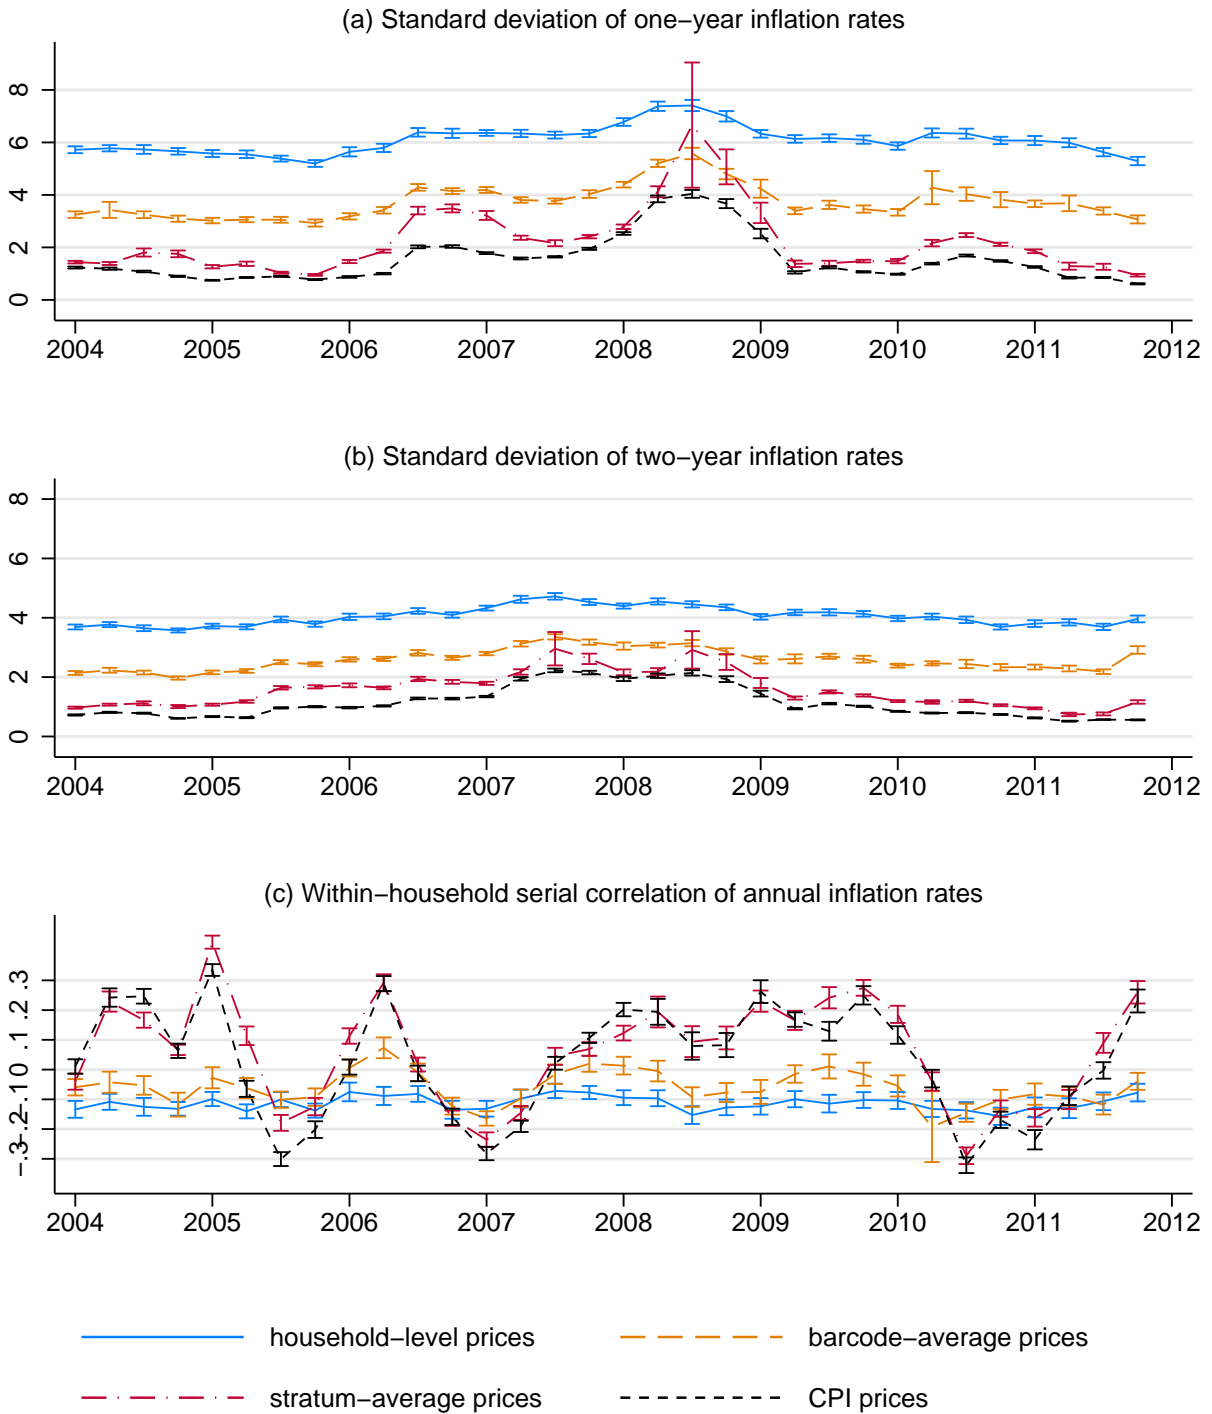 (a) Standard deviation of one−year inflation rates
8
6
4
2
0
2004 2005 2006 2007 2008 2009 2010 2011 2012
(b) Standard deviation of two−year inflation rates
8
6
4
2
0
2004 2005 2006 2007 2008 2009 2010 2011 2012
(c) Within−household serial correlation of annual inflation rates
.3
.2
.1
0
−.1
−.2
−.3
2004 2005 2006 2007 2008 2009 2010 2011 2012
household−level prices barcode−average prices
stratum−average prices CPI prices